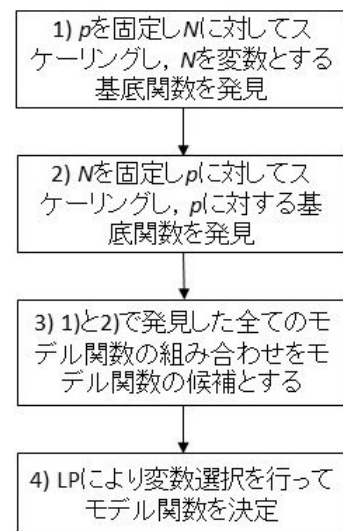 1) pを固定しNに対してス
ケーリングし，Nを変数とする
基底関数を発見
2) Nを固定しpに対してス
ケーリングし，pに対する基
底関数を発見
3) 1)と2)で発見した全てのモ
デル関数の組み合わせをモ
デル関数の候補とする
4) LPにより変数選択を行って
モデル関数を決定